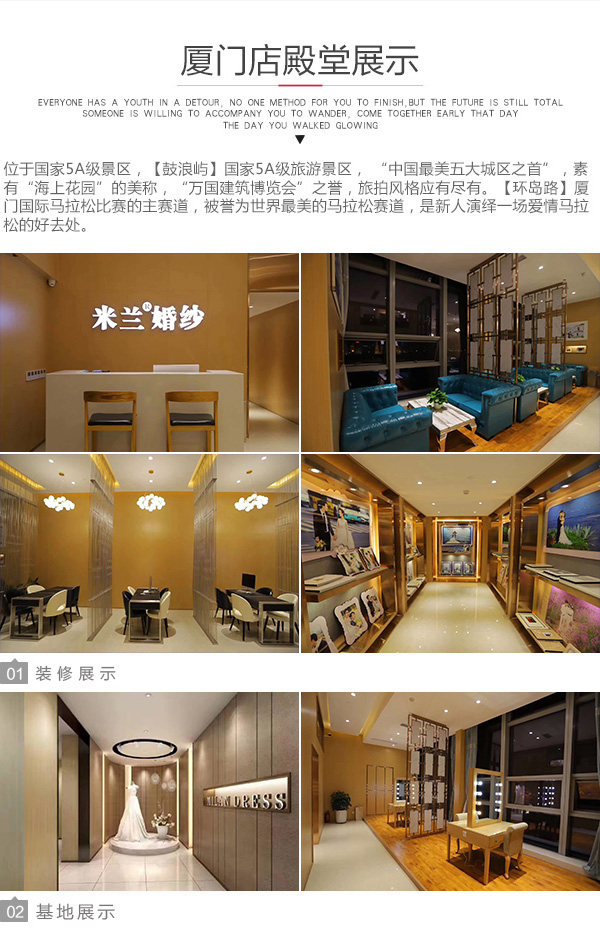 厦门店殿堂展示
EVERYONE HAS A YOUTH IN A DETOUR, NO ONE METHOD FOR YOU TO FINISH,BUT THE FUTURE IS STILL TOTAL
SOMEONE IS WILLING TO ACCOMPANY YOU TO WANDER, COME TOGETHER EARLY THAT DAY
THE DAY YOU WALKED GLOWING
位于国家5A级景区，【鼓浪屿】国家5A级旅游景区，“中国最美五大城区之首”，素
有“海上花园”的美称，“万国建筑博览会”之誉，旅拍风格应有尽有。【环岛路】厦
门国际马拉松比赛的主赛道，被誉为世界最美的马拉松赛道，是新人演绎一场爱情马拉
松的好去处。
米兰®婚纱
01 装修展示
MILAN DRESS
02 基地展示